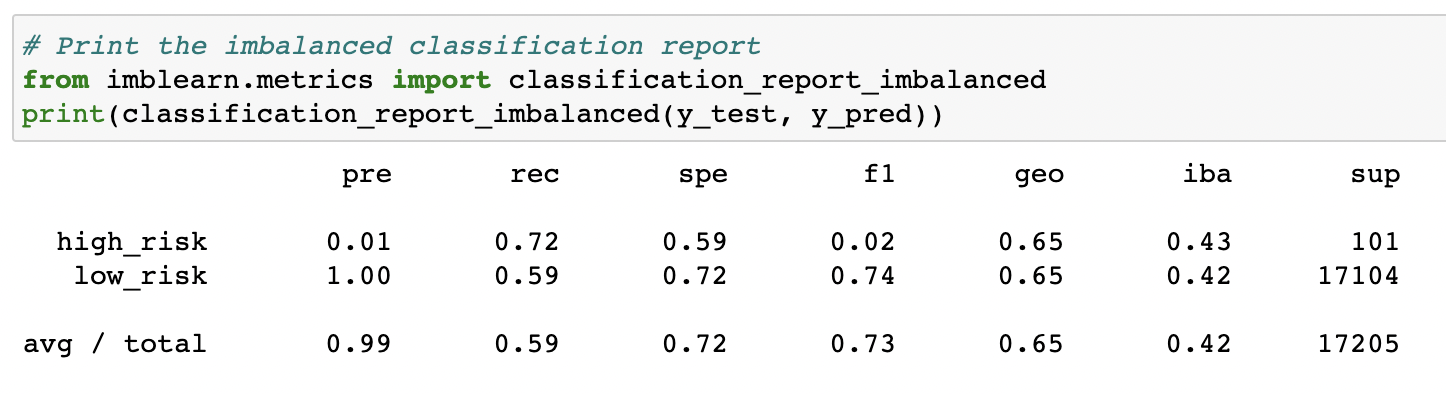 # Print the imbalanced classification report
from imblearn.metrics import classification_report_imbalanced
print(classification_report_imbalanced(y_test, y_pred))
pre rec spe f1 geo iba sup
high_risk 0.01 0.72 0.59 0.02 0.65 0.43 101
low_risk 1.00 0.59 0.72 0.74 0.65 0.42 17104
avg / total 0.99 0.59 0.72 0.73 0.65 0.42 17205